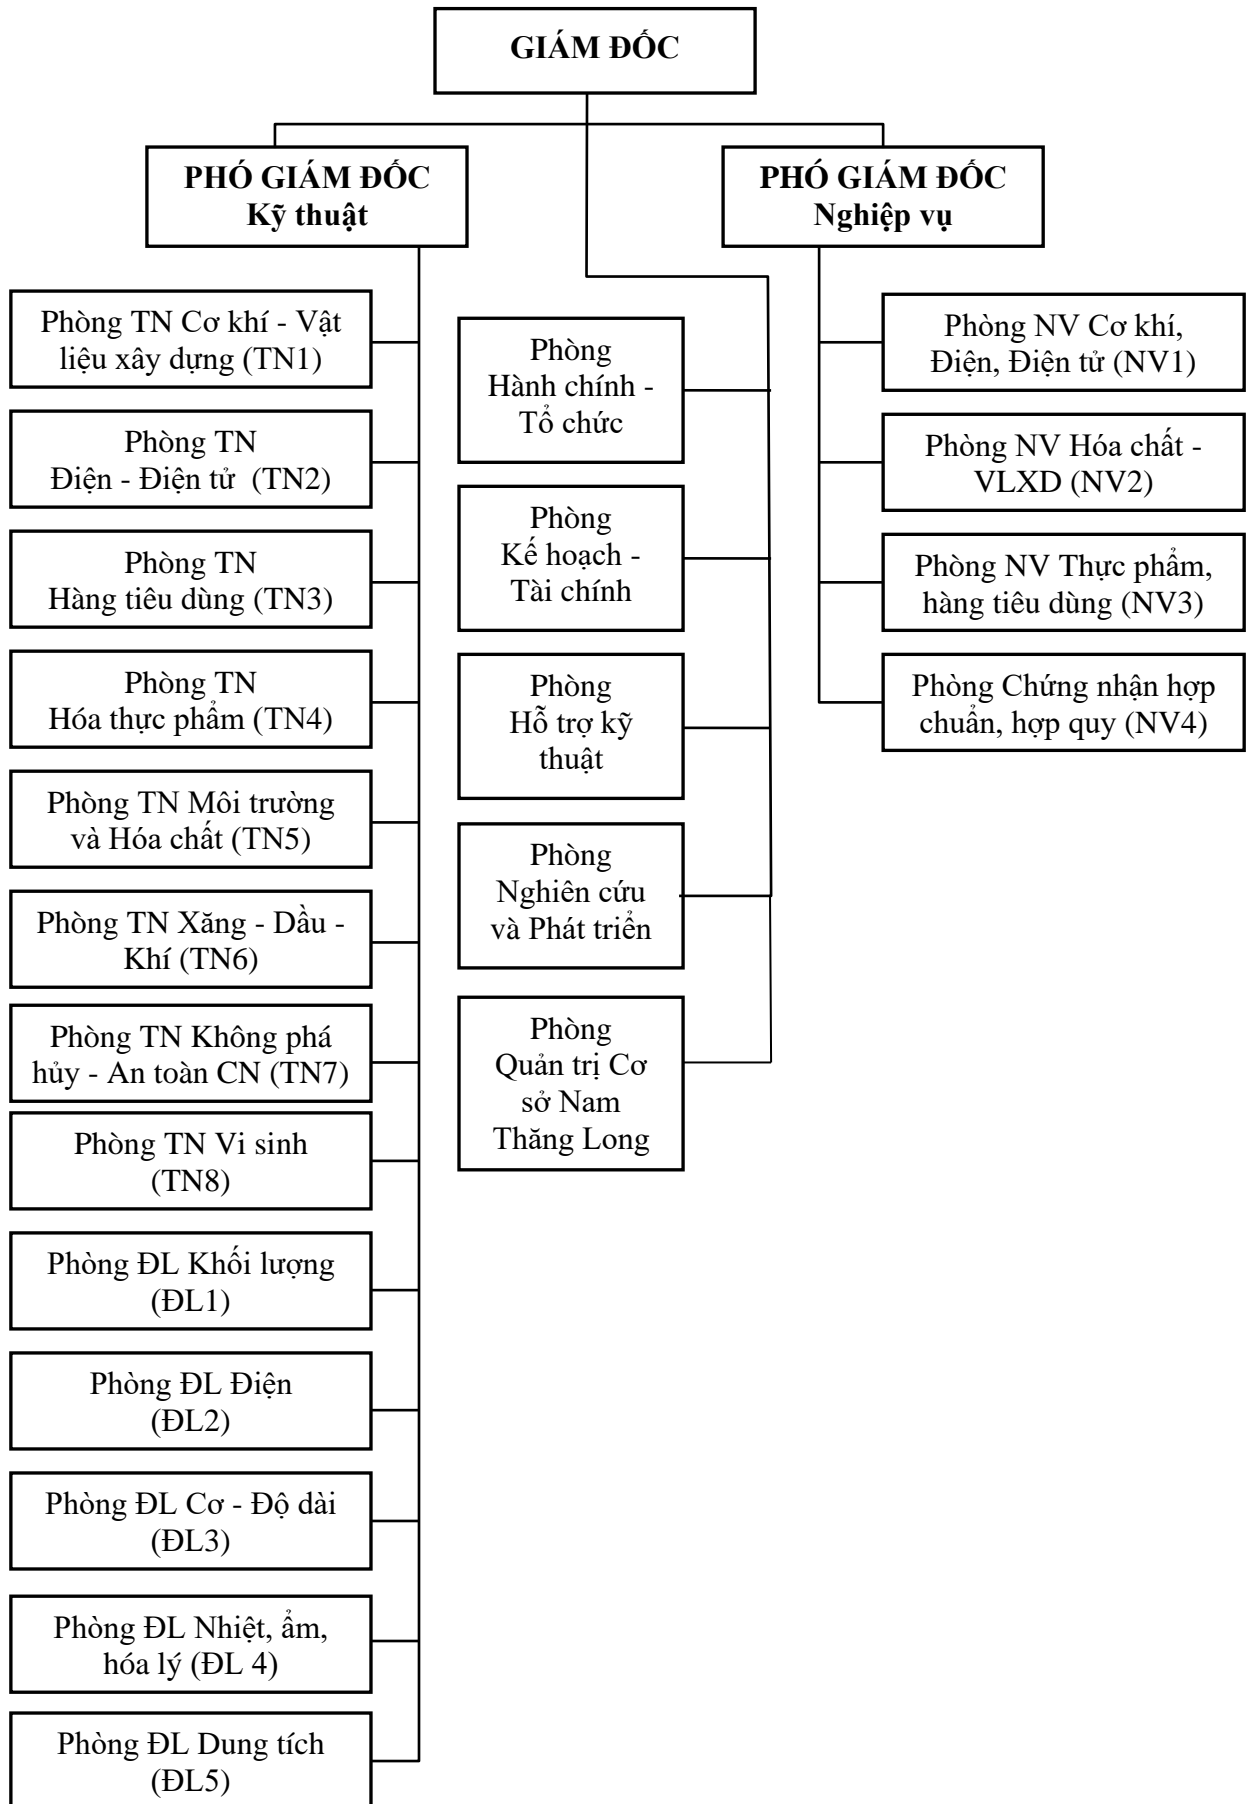 GIÁM ĐỐC
PHÓ GIÁM ĐỐC
Kỹ thuật
PHÓ GIÁM ĐỐC
Nghiệp vụ
Phòng TN Cơ khí - Vật
liệu xây dựng (TN1)
Phòng TN
Điện - Điện tử (TN2)
Phòng TN
Hàng tiêu dùng (TN3)
Phòng TN
Hóa thực phẩm (TN4)
Phòng TN Môi trường
và Hóa chất (TN5)
Phòng TN Xăng - Dầu -
Khí (TN6)
Phòng TN Không phá
hủy - An toàn CN (TN7)
Phòng TN Vi sinh
(TN8)
Phòng ĐL Khối lượng
(ĐL1)
Phòng ĐL Điện
(ĐL2)
Phòng ĐL Cơ - Độ dài
(ĐL3)
Phòng ĐL Nhiệt, ẩm,
hóa lý (ĐL 4)
Phòng ĐL Dung tích
(ĐL5)
Phòng
Hành chính -
Tổ chức
Phòng
Kế hoạch -
Tài chính
Phòng
Hỗ trợ kỹ
thuật
Phòng
Nghiên cứu
và Phát triển
Phòng
Quản trị Cơ
sở Nam
Thăng Long
Phòng NV Cơ khí,
Điện, Điện tử (NV1)
Phòng NV Hóa chất -
VLXD (NV2)
Phòng NV Thực phẩm,
hàng tiêu dùng (NV3)
Phòng Chứng nhận hợp
chuẩn, hợp quy (NV4)